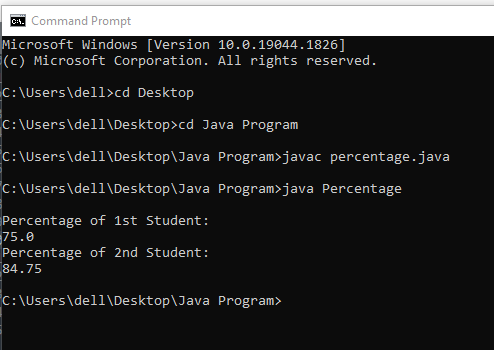 Command Prompt
Microsoft Windows [Version 10.0.19044.1826]
(c) Microsoft Corporation. All rights reserved.
C:\Users\dell>cd Desktop
C:\Users\dell\Desktop>cd Java Program
C:\Users\dell\Desktop\Java Program>javac percentage.java
C:\Users\dell\Desktop\Java Program>java Percentage
Percentage of 1st Student:
75.0
Percentage of 2nd Student:
84.75
C:\Users\dell\Desktop\Java Program>